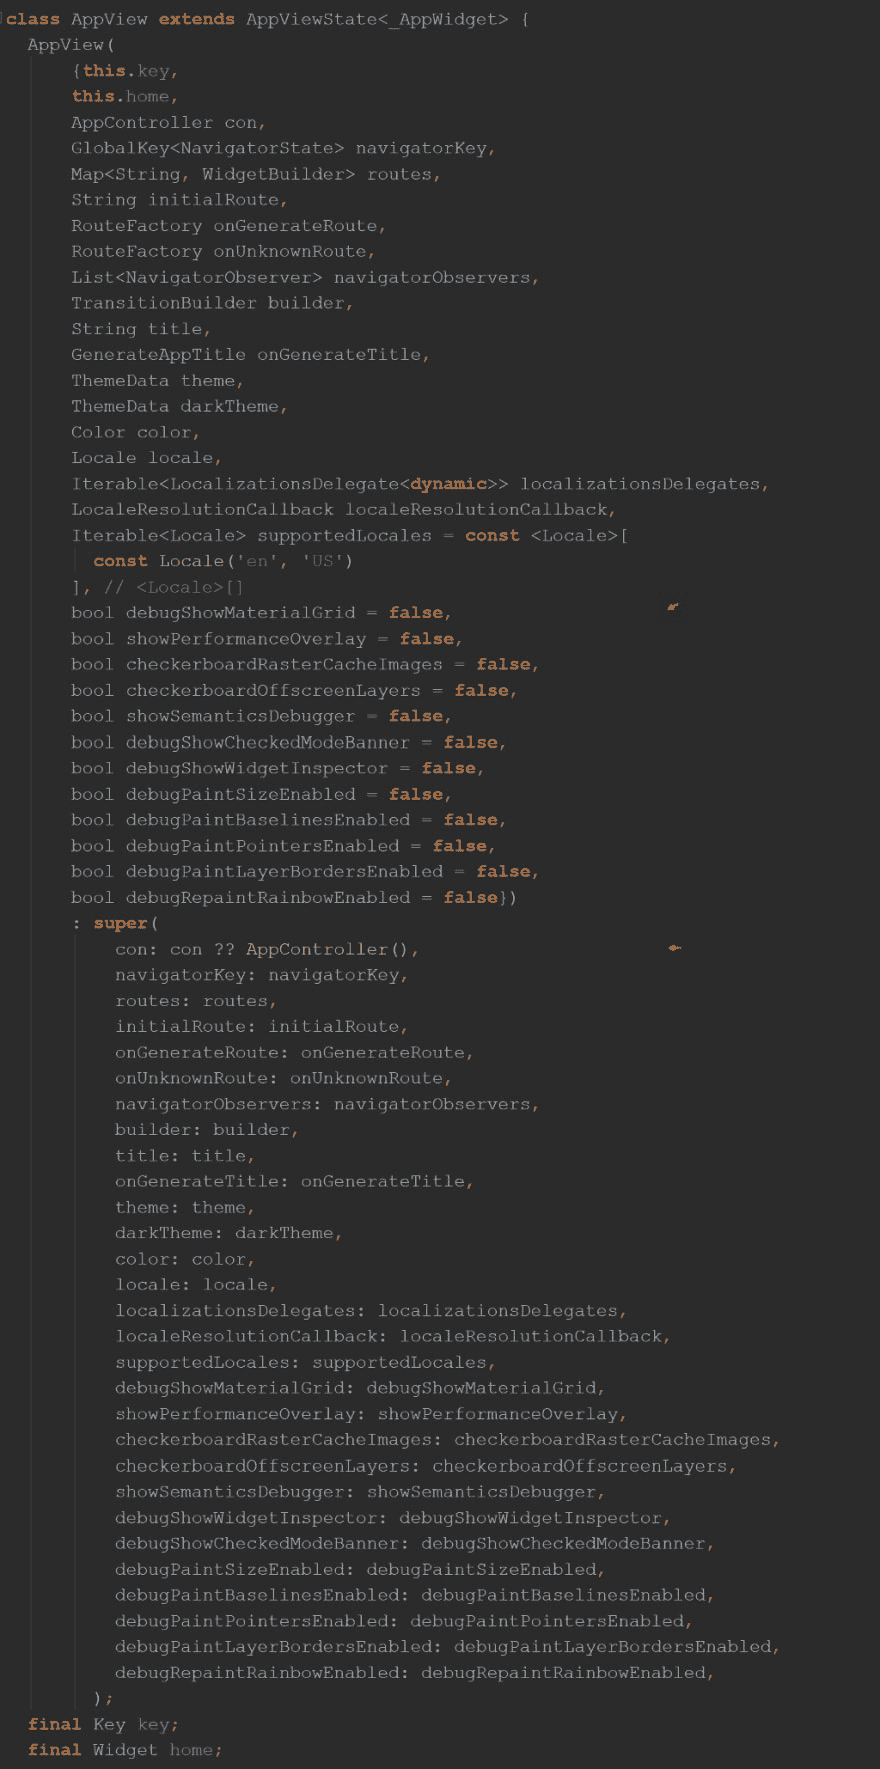 class AppView extends AppViewState<_AppWidget> {
  AppView(
      {this.key,
      this.home,
      AppController con,
      GlobalKey<NavigatorState> navigatorKey,
      Map<String, WidgetBuilder> routes,
      String initialRoute,
      RouteFactory onGenerateRoute,
      RouteFactory onUnknownRoute,
      List<NavigatorObserver> navigatorObservers,
      TransitionBuilder builder,
      String title,
      GenerateAppTitle onGenerateTitle,
      ThemeData theme,
      ThemeData darkTheme,
      Color color,
      Locale locale,
      Iterable<LocalizationsDelegate<dynamic>> localizationsDelegates,
      LocaleResolutionCallback localeResolutionCallback,
      Iterable<Locale> supportedLocales = const <Locale>[
        const Locale('en', 'US')
      ], // <Locale>[]
      bool debugShowMaterialGrid = false,
      bool showPerformanceOverlay = false,
      bool checkerboardRasterCacheImages = false,
      bool checkerboardOffscreenLayers = false,
      bool showSemanticsDebugger = false,
      bool debugShowCheckedModeBanner = false,
      bool debugShowWidgetInspector = false,
      bool debugPaintSizeEnabled = false,
      bool debugPaintBaselinesEnabled = false,
      bool debugPaintPointersEnabled = false,
      bool debugPaintLayerBordersEnabled = false,
      bool debugRepaintRainbowEnabled = false})
      : super(
          con: con ?? AppController(),
          navigatorKey: navigatorKey,
          routes: routes,
          initialRoute: initialRoute,
          onGenerateRoute: onGenerateRoute,
          onUnknownRoute: onUnknownRoute,
          navigatorObservers: navigatorObservers,
          builder: builder,
          title: title,
          onGenerateTitle: onGenerateTitle,
          theme: theme,
          darkTheme: darkTheme,
          color: color,
          locale: locale,
          localizationsDelegates: localizationsDelegates,
          localeResolutionCallback: localeResolutionCallback,
          supportedLocales: supportedLocales,
          debugShowMaterialGrid: debugShowMaterialGrid,
          showPerformanceOverlay: showPerformanceOverlay,
          checkerboardRasterCacheImages: checkerboardRasterCacheImages,
          checkerboardOffscreenLayers: checkerboardOffscreenLayers,
          showSemanticsDebugger: showSemanticsDebugger,
          debugShowWidgetInspector: debugShowWidgetInspector,
          debugShowCheckedModeBanner: debugShowCheckedModeBanner,
          debugPaintSizeEnabled: debugPaintSizeEnabled,
          debugPaintBaselinesEnabled: debugPaintBaselinesEnabled,
          debugPaintPointersEnabled: debugPaintPointersEnabled,
          debugPaintLayerBordersEnabled: debugPaintLayerBordersEnabled,
          debugRepaintRainbowEnabled: debugRepaintRainbowEnabled,
        );
  final Key key;
  final Widget home;